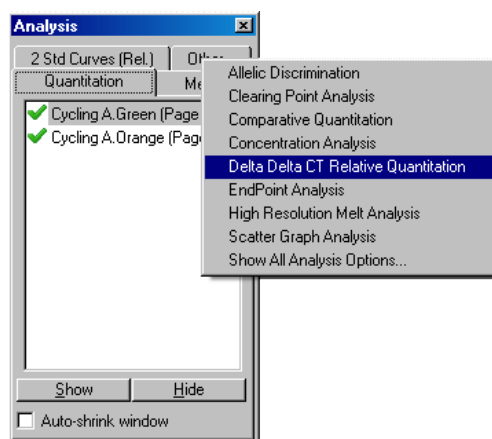 Analysis
2 Std Curves (Rel.)
Quantitation
Cycling A.Green (Page
Cycling A.Orange (Pag
Allelic Discrimination
Clearing Point Analysis
Comparative Quantitation
Concentration Analysis
Delta Delta CT Relative Quantitation
EndPoint Analysis
High Resolution Melt Analysis
Scatter Graph Analysis
Show All Analysis Options...
Show Hide
Auto-shrink window